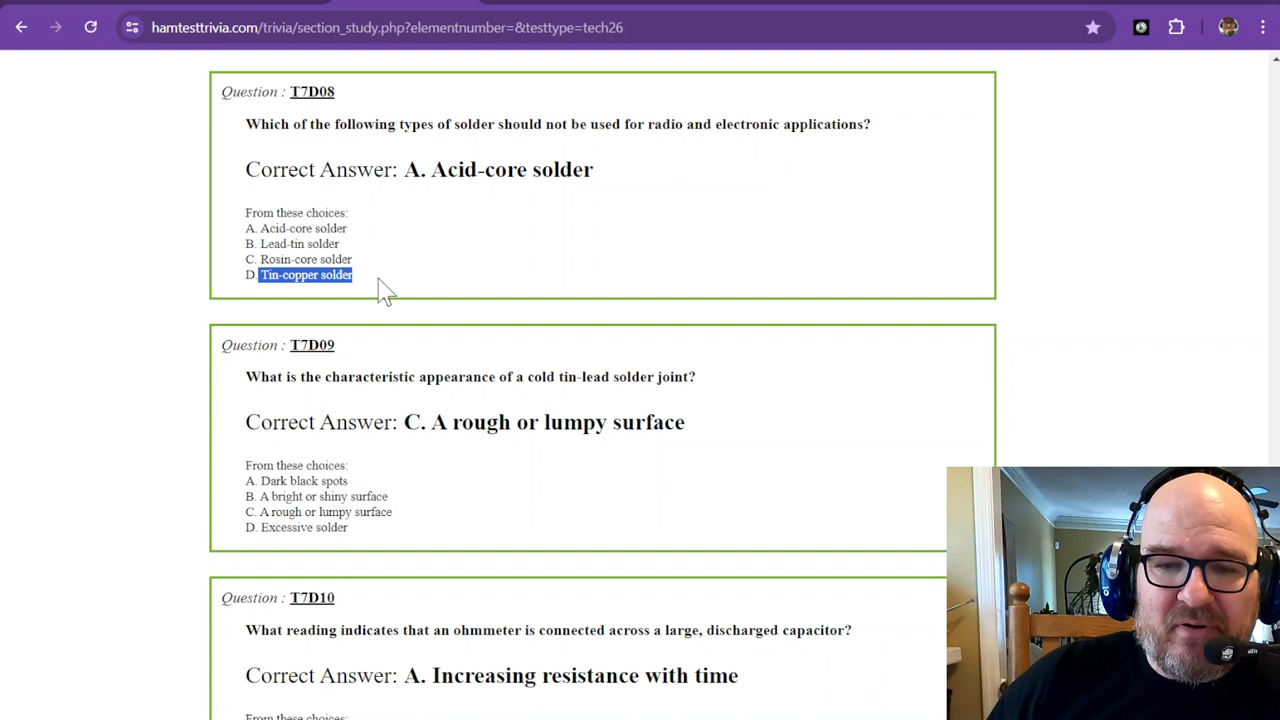 hamtesttrivia.com/trivia/section_study.php?elementnumber=&testtype=tech26
Question : T7D08
Which of the following types of solder should not be used for radio and electronic applications?
Correct Answer: A. Acid-core solder
From these choices:
A. Acid-core solder
B. Lead-tin solder
C. Rosin-core solder
D. Tin-copper solder
Question : T7D09
What is the characteristic appearance of a cold tin-lead solder joint?
Correct Answer: C. A rough or lumpy surface
From these choices:
A. Dark black spots
B. A bright or shiny surface
C. A rough or lumpy surface
D. Excessive solder
Question : T7D10
What reading indicates that an ohmmeter is connected across a large, discharged capacitor?
Correct Answer: A. Increasing resistance with time
From these choices: